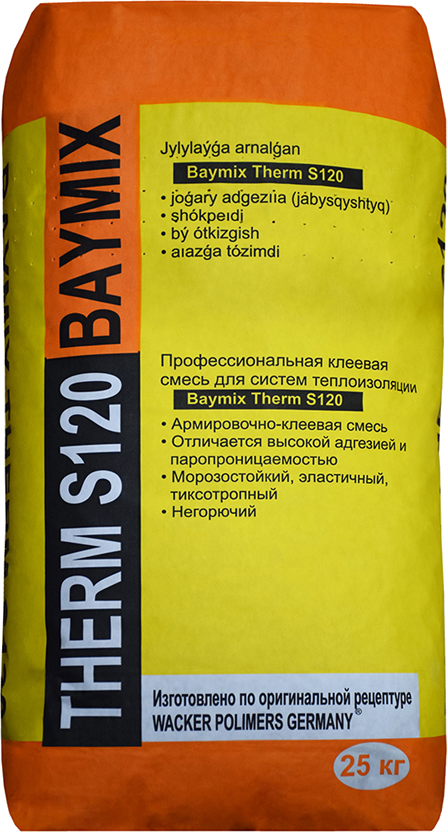 Jylylaýǵa arnalǵan
Baymix Therm S120
• joǵary adgezııa (jabysqyshtyq)
• shókpeıdi
• bý ótkizgish
• aıazǵa tózimdi
Профессиональная клеевая
смесь для систем теплоизоляции
Baymix Therm S120
• Армировочно-клеевая смесь
• Отличается высокой адгезией и
паропроницаемостью
• Морозостойкий, эластичный,
тиксотропный
• Негорючий
THERM S120 BAYMIX
Изготовлено по оригинальной рецептуре
WACKER POLIMERS GERMANY®
25 кг